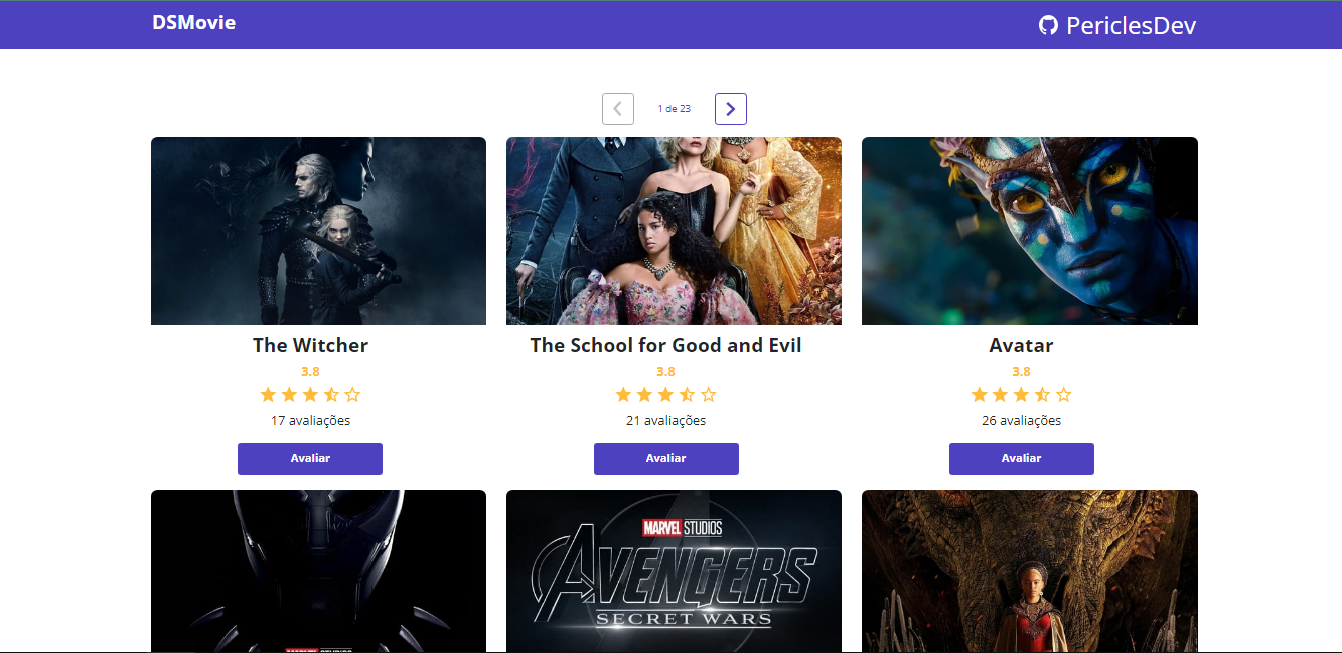 DSMovie
PericlesDev
1 de 23
The Witcher
3.8
17 avaliações
Avaliar
The School for Good and Evil
3.8
21 avaliações
Avaliar
Avatar
3.8
26 avaliações
Avaliar
MARVEL STUDIOS
AVENGERS
SECRET WARS